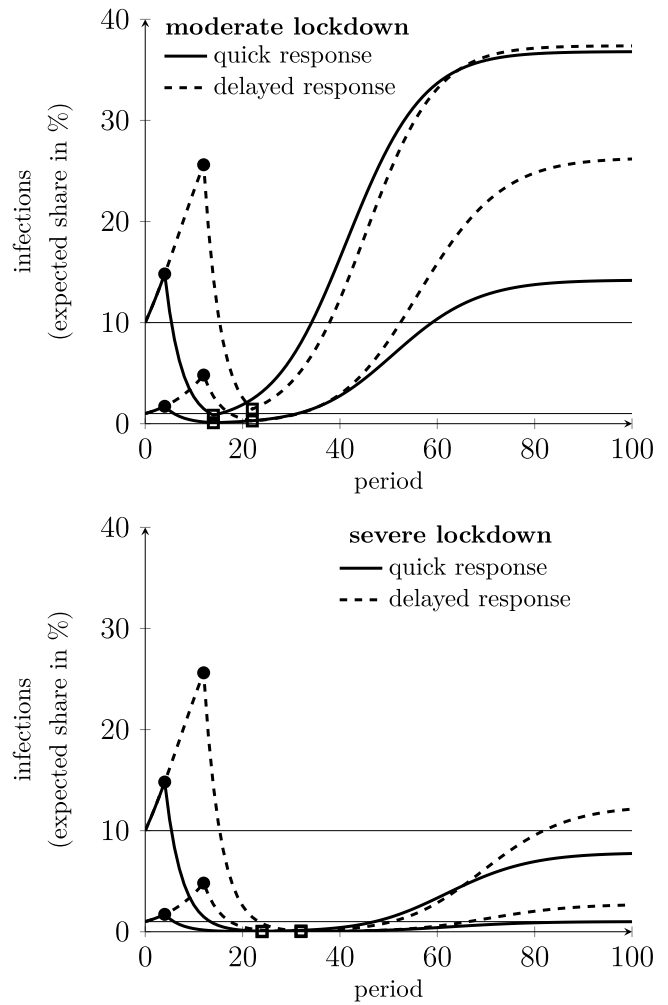 40
moderate lockdown
quick response
delayed response
30
infections
(expected share in %)
20
10
0
0 20 40 60 80 100
period
40
severe lockdown
quick response
delayed response
30
infections
(expected share in %)
20
10
0
0 20 40 60 80 100
period